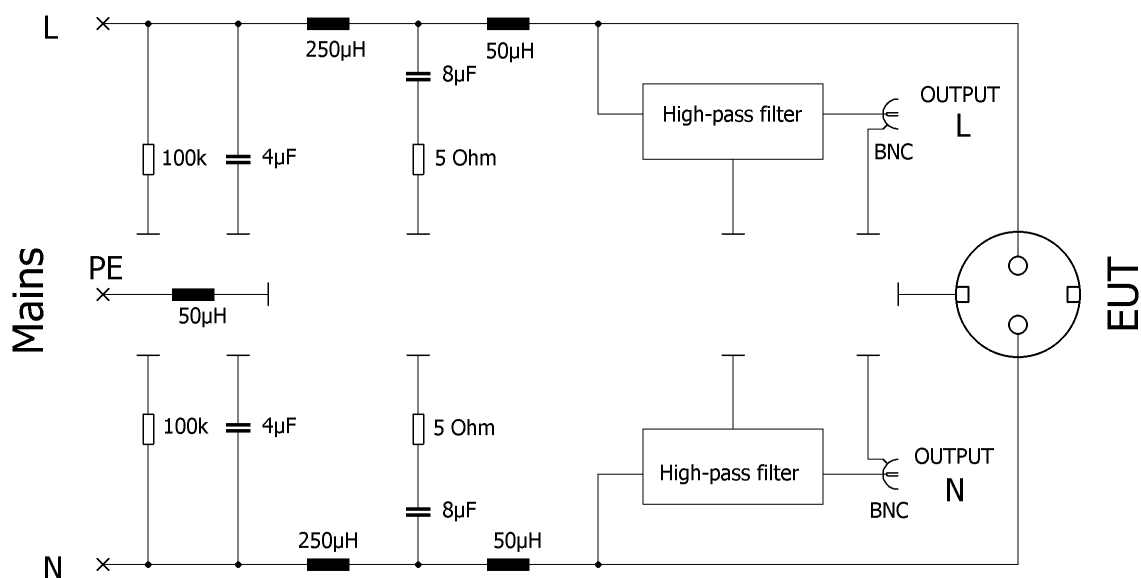 L
250µH
50µH
8µF
OUTPUT
L
High-pass filter
BNC
100k
4µF
5 Ohm
Mains
PE
50µH
EUT
100k
4µF
5 Ohm
High-pass filter
OUTPUT
N
BNC
8µF
250µH
50µH
N